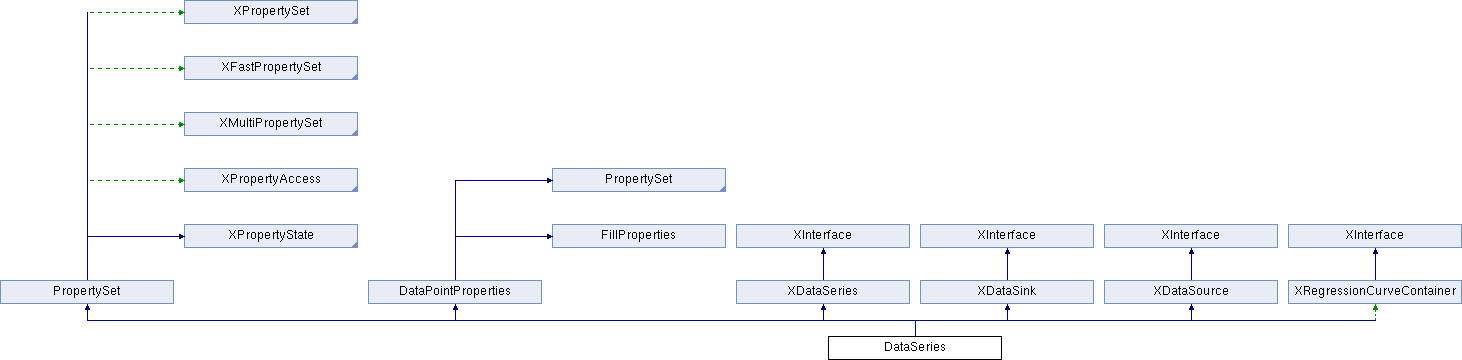 XPropertySet
XFastPropertySet
XMultiPropertySet
XPropertyAccess
PropertySet
XPropertyState
FillProperties
XInterface
XInterface
XInterface
XInterface
PropertySet
DataPointProperties
XDataSeries
XDataSink
XDataSource
XRegressionCurveContainer
DataSeries